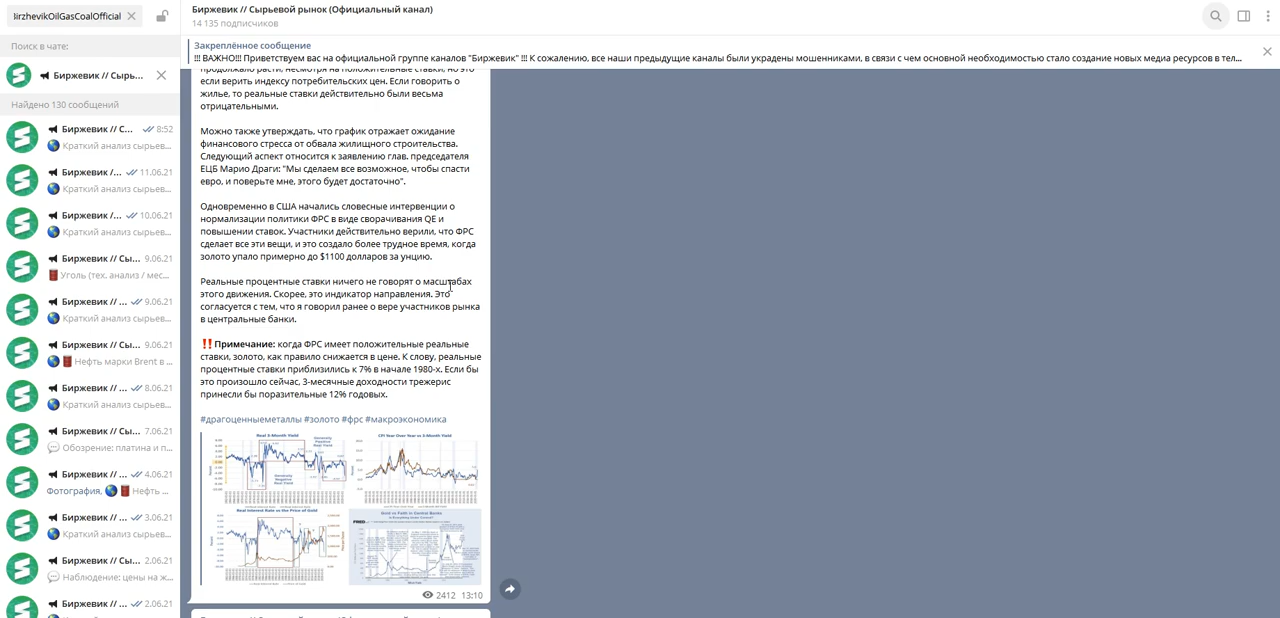 lirzhevikOilGasCoalOfficial
Поиск в чате:
Биржевик // Сырь...
Найдено 130 сообщений
Биржевик // С... 8:52
Краткий анализ сырьев...
Биржевик /... 11.06.21
Краткий анализ сырьев...
Биржевик /... 10.06.21
Краткий анализ сырьев...
Биржевик // Сы... 9.06.21
Уголь (тех. анализ / мес...
Биржевик // ... 9.06.21
Краткий анализ сырьев...
Биржевик // Сы... 9.06.21
Нефть марки Brent в ...
Биржевик // ... 8.06.21
Краткий анализ сырьев...
Биржевик // Сы... 7.06.21
Обозрение: платина и п...
Биржевик // ... 4.06.21
Фотография, Нефть ...
Биржевик // ... 3.06.21
Краткий анализ сырьев...
Биржевик // Сы... 2.06.21
Наблюдение: цены на ж...
Биржевик // ... 2.06.21
Биржевик // Сырьевой рынок (Официальный канал)
14 135 подписчиков
Закреплённое сообщение
!!! ВАЖНО!!! Приветствуем вас на официальной группе каналов "Биржевик" !!! К сожалению, все наши предыдущие каналы были украдены мошенниками, в связи с чем основной необходимостью стало создание новых медиа ресурсов в тел...
продолжало расти, несмотря на положительные ставки, но это
если верить индексу потребительских цен. Если говорить о
жилье, то реальные ставки действительно были весьма
отрицательными.
Можно также утверждать, что график отражает ожидание
финансового стресса от обвала жилищного строительства.
Следующий аспект относится к заявлению глав. председателя
ЕЦБ Марио Драги: "Мы сделаем все возможное, чтобы спасти
евро, и поверьте мне, этого будет достаточно".
Одновременно в США начались словесные интервенции о
нормализации политики ФРС в виде сворачивания QE и
повышении ставок. Участники действительно верили, что ФРС
сделает все эти вещи, и это создало более трудное время, когда
золото упало примерно до $1100 долларов за унцию.
Реальные процентные ставки ничего не говорят о масштабах
этого движения. Скорее, это индикатор направления. Это
согласуется с тем, что я говорил ранее о вере участников рынка
в центральные банки.
‼️Примечание: когда ФРС имеет положительные реальные
ставки, золото, как правило снижается в цене. К слову, реальные
процентные ставки приблизились к 7% в начале 1980-х. Если бы
это произошло сейчас, 3-месячные доходности трежерис
принесли бы поразительные 12% годовых.
#драгоценныеметаллы #золото #фрс #макроэкономика
Real 3-Month Yield
CPI Year Over Year vs 3-Month Yield
Real Interest Rate vs the Price of Gold
Gold vs Faith in Central Banks
FRED
2412 13:10